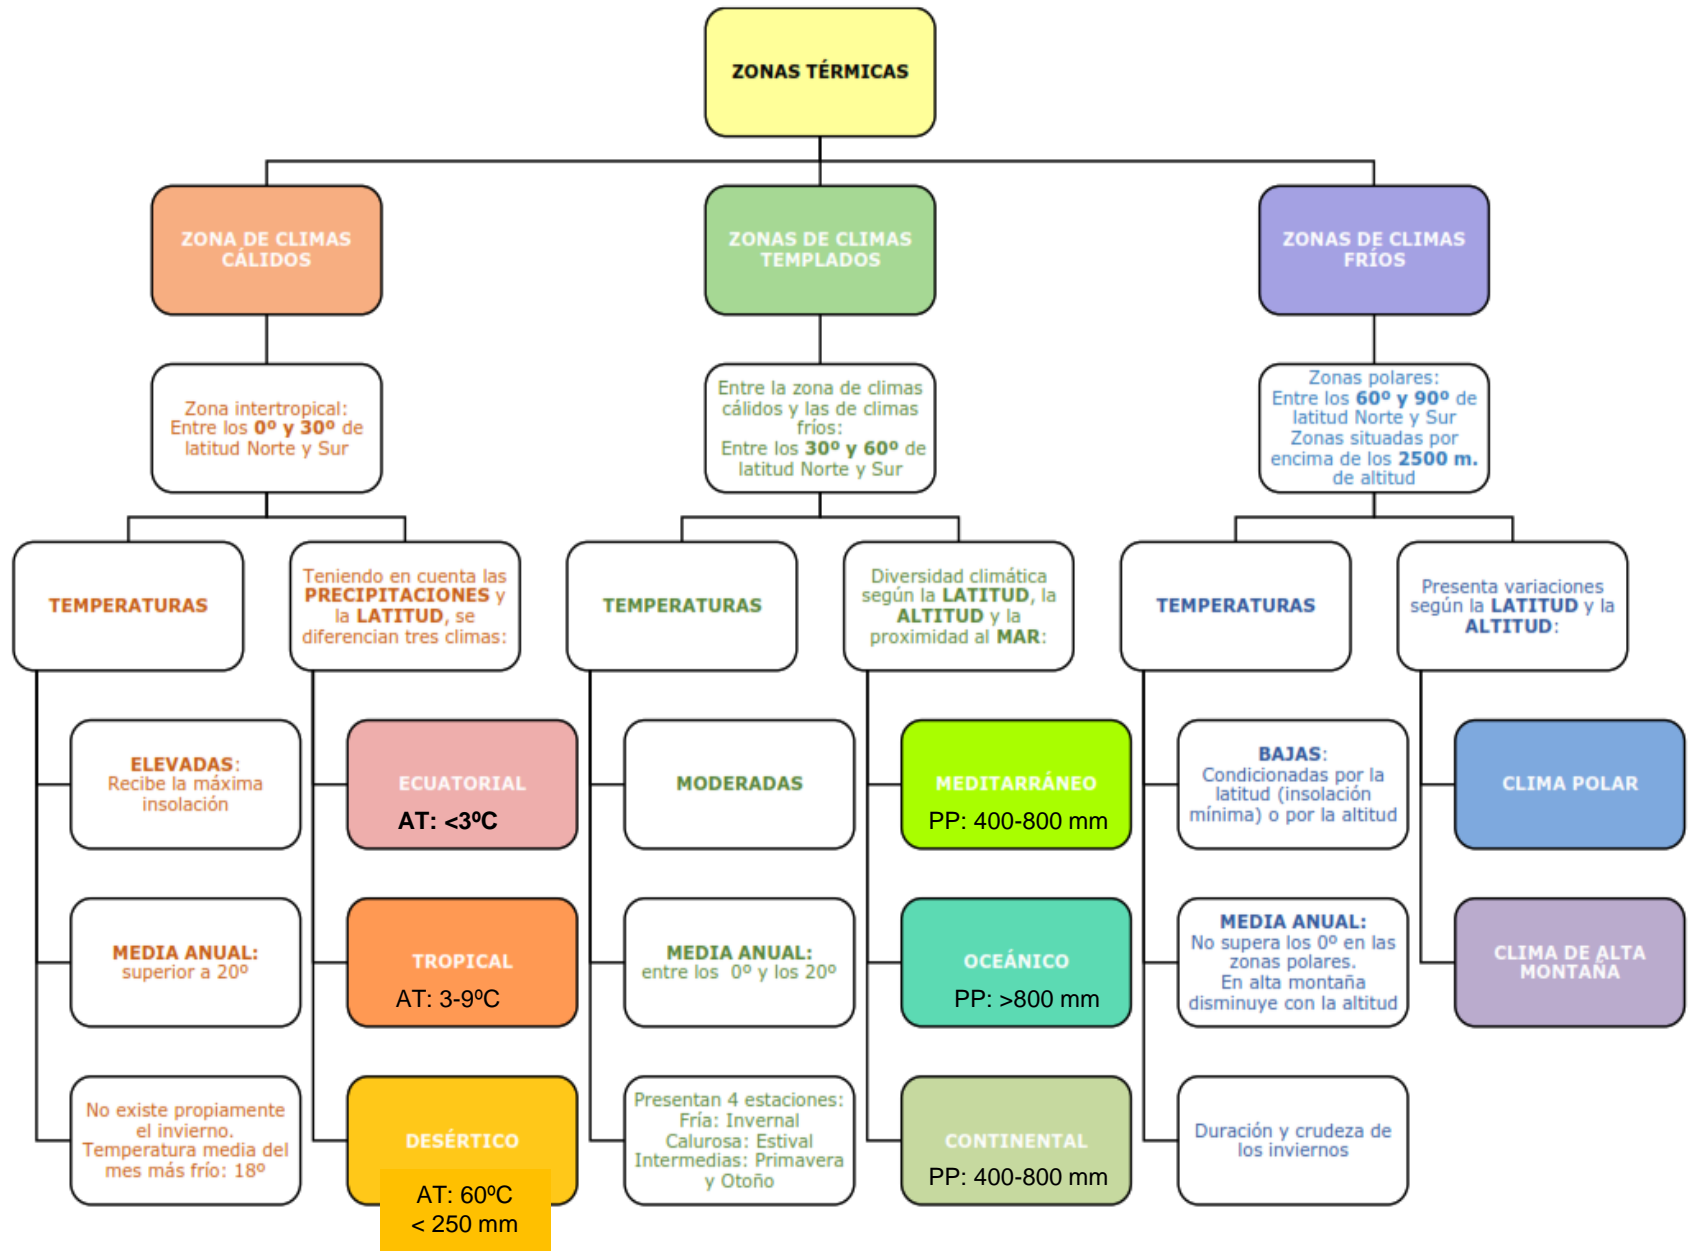 ZONAS TÉRMICAS
ZONA DE CLIMAS
CÁLIDOS
ZONAS DE CLIMAS
TEMPLADOS
ZONAS DE CLIMAS
FRÍOS
Zona intertropical:
Entre los 0º y 30º de
latitud Norte y Sur
Entre la zona de climas
cálidos y las de climas
fríos:
Entre los 30º y 60º de
latitud Norte y Sur
Zonas polares:
Entre los 60º y 90º de
latitud Norte y Sur
Zonas situadas por
encima de los 2500 m.
de altitud
TEMPERATURAS
Teniendo en cuenta las
PRECIPITACIONES y
la LATITUD, se
diferencian tres climas:
TEMPERATURAS
Diversidad climática
según la LATITUD, la
ALTITUD y la
proximidad al MAR:
TEMPERATURAS
Presenta variaciones
según la LATITUD y la
ALTITUD:
ELEVADAS:
Recibe la máxima
insolación
ECUATORIAL
AT: <3ºC
MODERADAS
MEDITARRÁNEO
PP: 400-800 mm
BAJAS:
Condicionadas por la
latitud (insolación
mínima) o por la altitud
CLIMA POLAR
MEDIA ANUAL:
superior a 20º
TROPICAL
AT: 3-9ºC
MEDIA ANUAL:
entre los 0º y los 20º
OCEÁNICO
PP: >800 mm
MEDIA ANUAL:
No supera los 0º en las
zonas polares.
En alta montaña
disminuye con la altitud
CLIMA DE ALTA
MONTAÑA
No existe propiamente
el invierno.
Temperatura media del
mes más frío: 18º
DESÉRTICO
AT: 60ºC
< 250 mm
Presentan 4 estaciones:
Fría: Invernal
Calurosa: Estival
Intermedias: Primavera
y Otoño
CONTINENTAL
PP: 400-800 mm
Duración y crudeza de
los inviernos